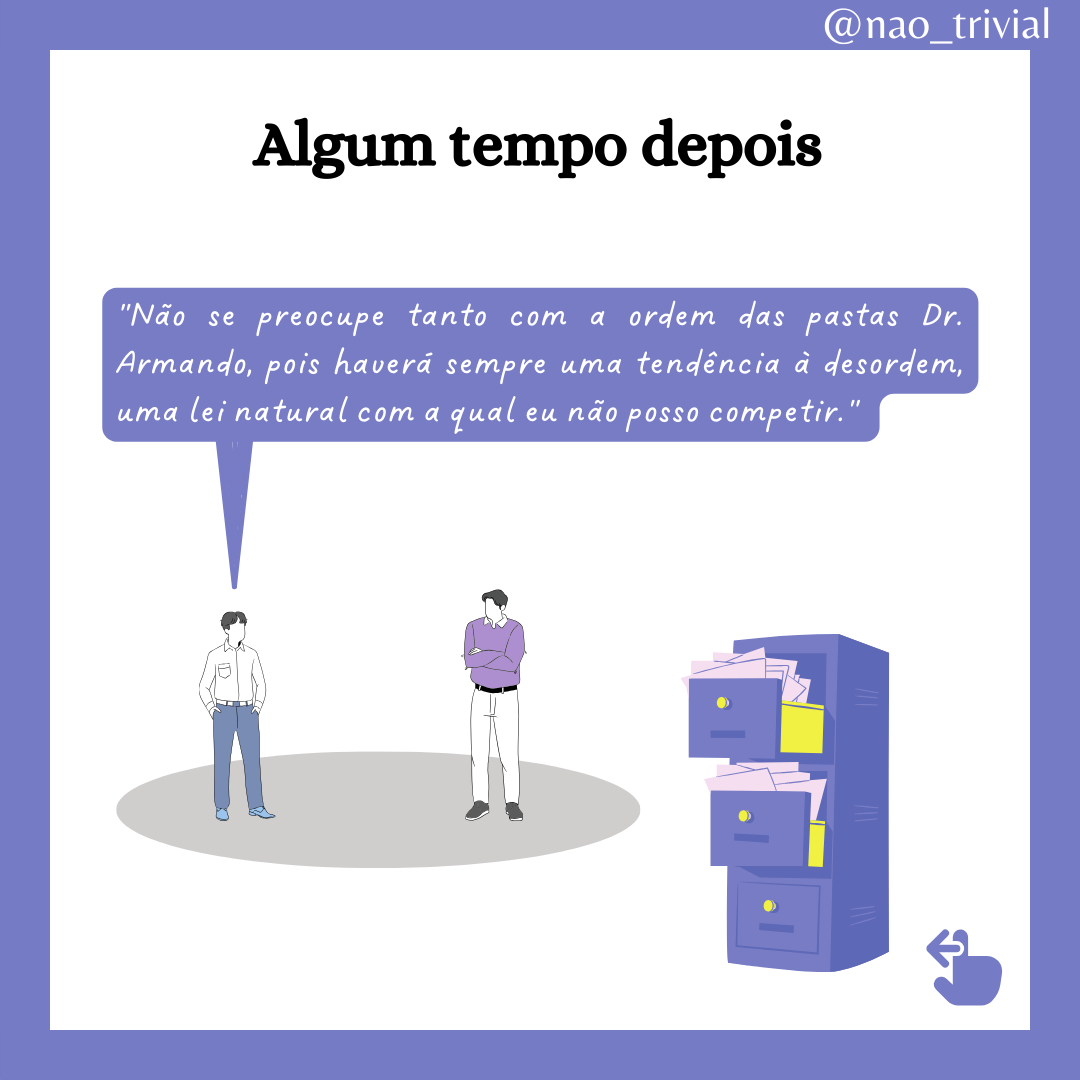 @nao_trivial
Algum tempo depois
"Não se preocupe tanto com a ordem das pastas Dr.
Armando, pois haverá sempre uma tendência à desordem,
uma lei natural com a qual eu não posso competir."